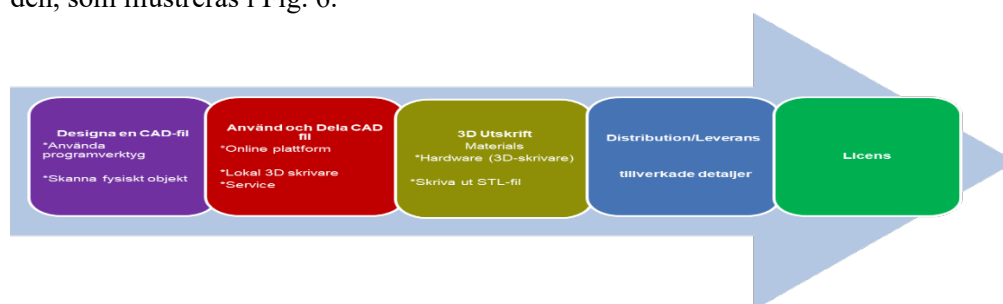 den, som illustreras i Fig. 6.
Designa en CAD-fil
*Använda
programverktyg
*Skanna fysiskt objekt
Använd och Dela CAD
fil
*Online plattform
*Lokal 3D skrivare
*Service
3D Utskrift
Materials
*Hardware (3D-skrivare)
*Skriva ut STL-fil
Distribution/Leverans
tillverkade detaljer
Licens